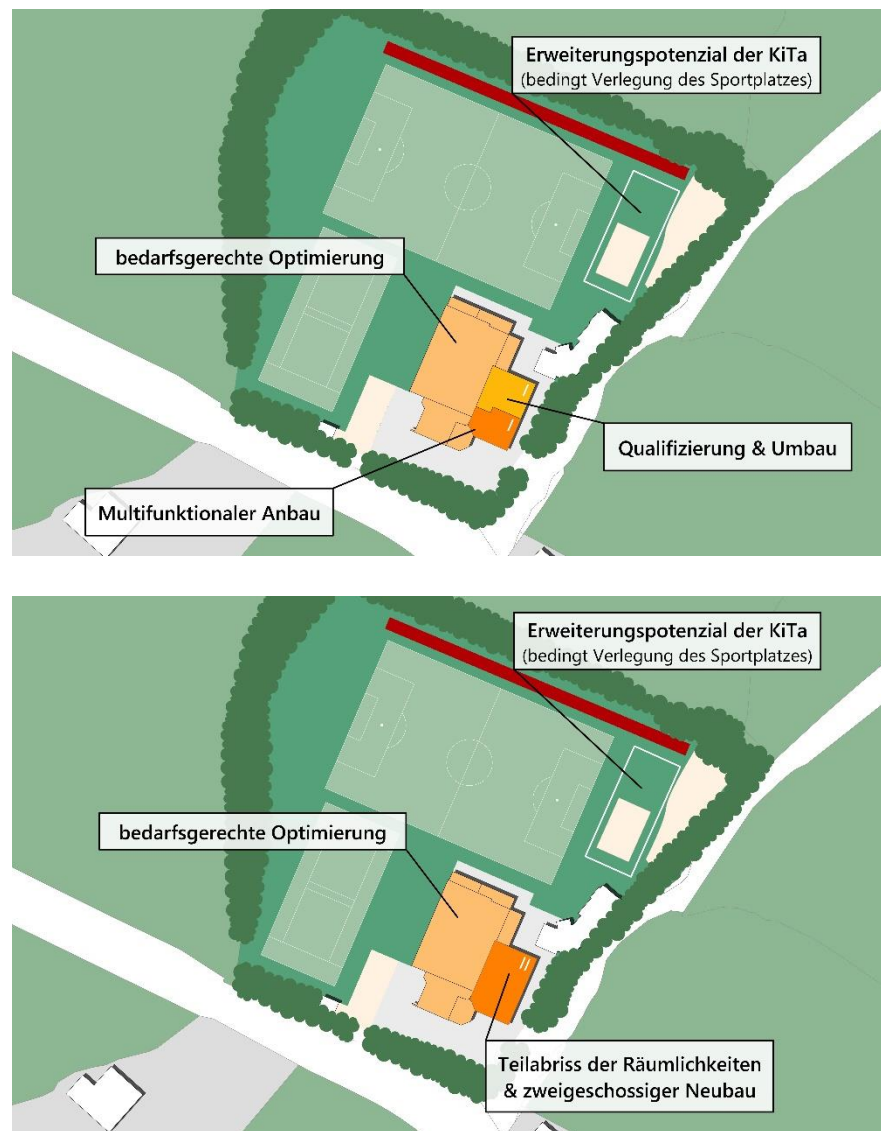 Erweiterungspotenzial der KiTa
(bedingt Verlegung des Sportplatzes)
bedarfsgerechte Optimierung
Qualifizierung & Umbau
Multifunktionaler Anbau
Erweiterungspotenzial der KiTa
(bedingt Verlegung des Sportplatzes)
bedarfsgerechte Optimierung
Teilabriss der Räumlichkeiten
& zweigeschossiger Neubau